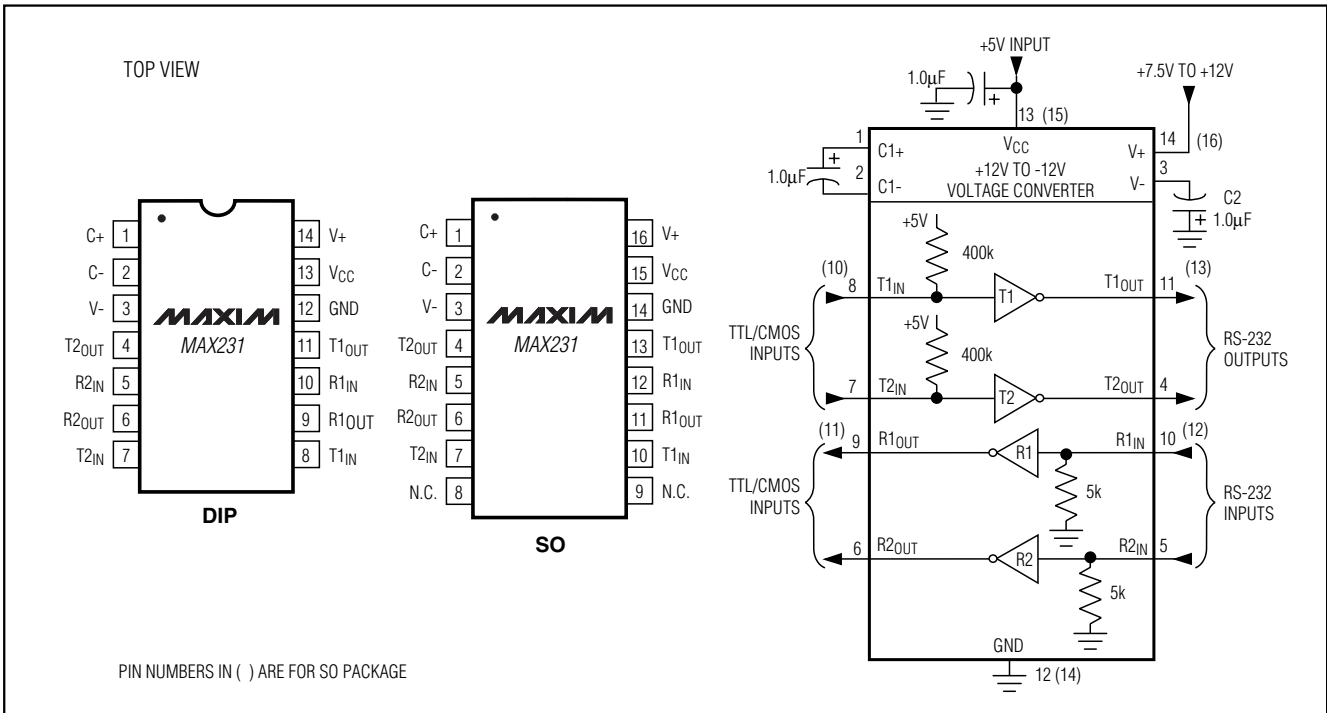 TOP VIEW
C+ 1
C- 2
V- 3
T2OUT 4
R2IN 5
R2OUT 6
T2IN 7
14 V+
13 VCC
12 GND
11 T1OUT
10 R1IN
9 R1OUT
8 T1IN
MAXIM
MAX231
DIP
C+ 1
C- 2
V- 3
T2OUT 4
R2IN 5
R2OUT 6
T2IN 7
N.C. 8
16 V+
15 VCC
14 GND
13 T1OUT
12 R1IN
11 R1OUT
10 T1IN
9 N.C.
MAXIM
MAX231
SO
+5V INPUT
1.0µF
+
+7.5V TO +12V
13 (15)
VCC
1 C1+
2 C1-
1.0µF
+
+12V TO -12V
VOLTAGE CONVERTER
V+ 14 (16)
V- 3
C2
+ 1.0µF
+5V
400k
(10)
8 T1IN
T1
T1OUT 11 (13)
+5V
400k
TTL/CMOS
INPUTS
RS-232
OUTPUTS
7 T2IN
T2
T2OUT 4
(11)
9 R1OUT
R1
R1IN 10 (12)
5k
TTL/CMOS
INPUTS
RS-232
INPUTS
6 R2OUT
R2
R2IN 5
5k
GND
12 (14)
PIN NUMBERS IN ( ) ARE FOR SO PACKAGE